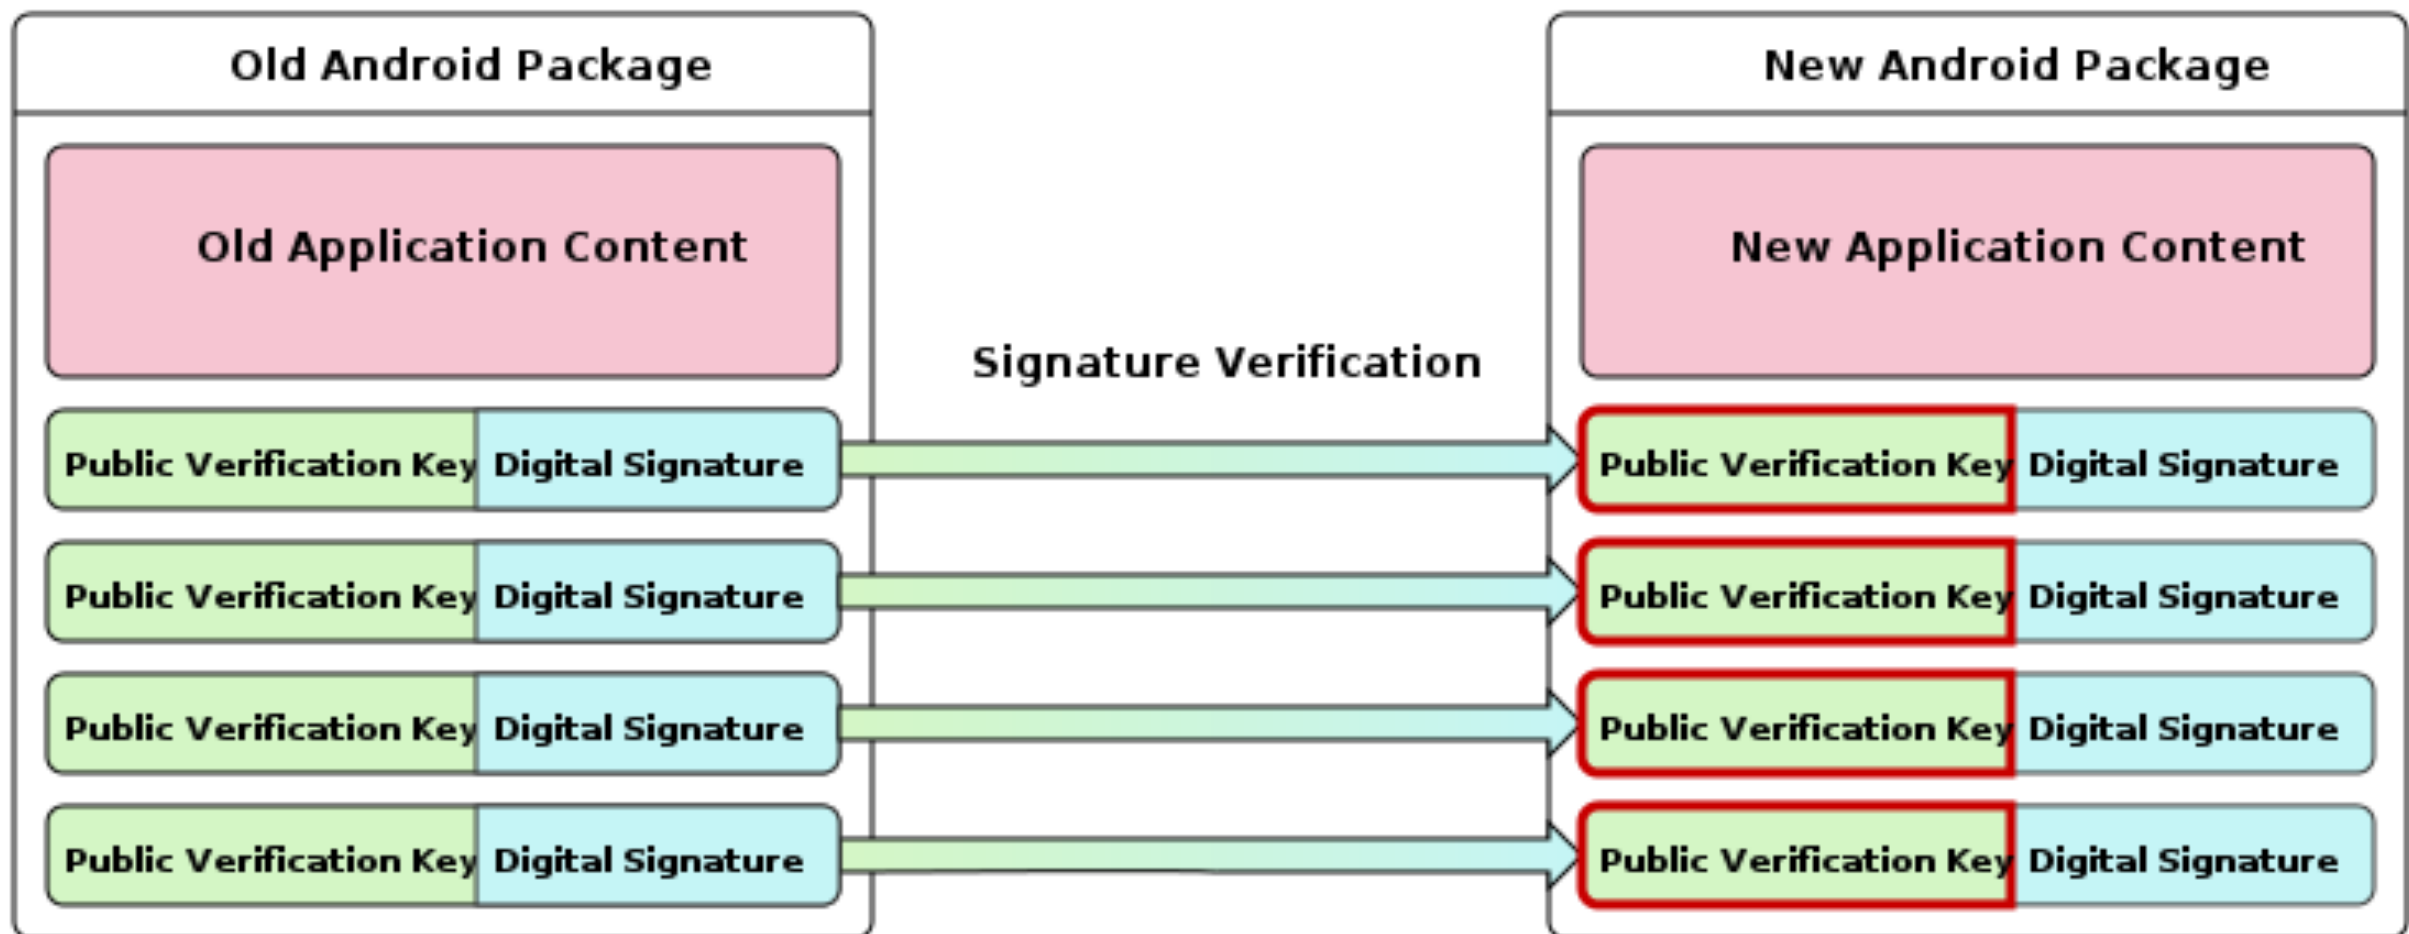 Old Android Package
Old Application Content
Public Verification Key Digital Signature
Public Verification Key Digital Signature
Public Verification Key Digital Signature
Public Verification Key Digital Signature
Signature Verification
New Android Package
New Application Content
Public Verification Key Digital Signature
Public Verification Key Digital Signature
Public Verification Key Digital Signature
Public Verification Key Digital Signature